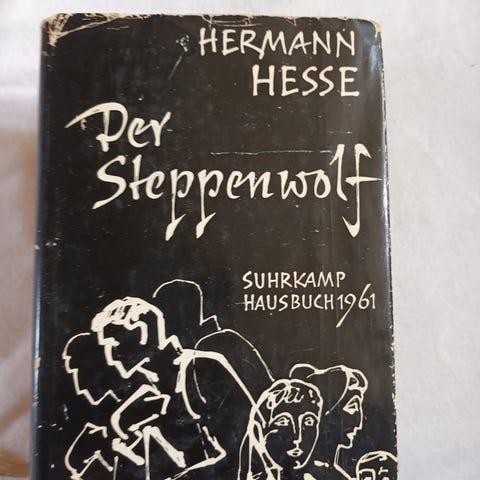 HERMANN
HESSE
Der
Steppenwolf
SUHRKAMP
HAUSBUCH 1961